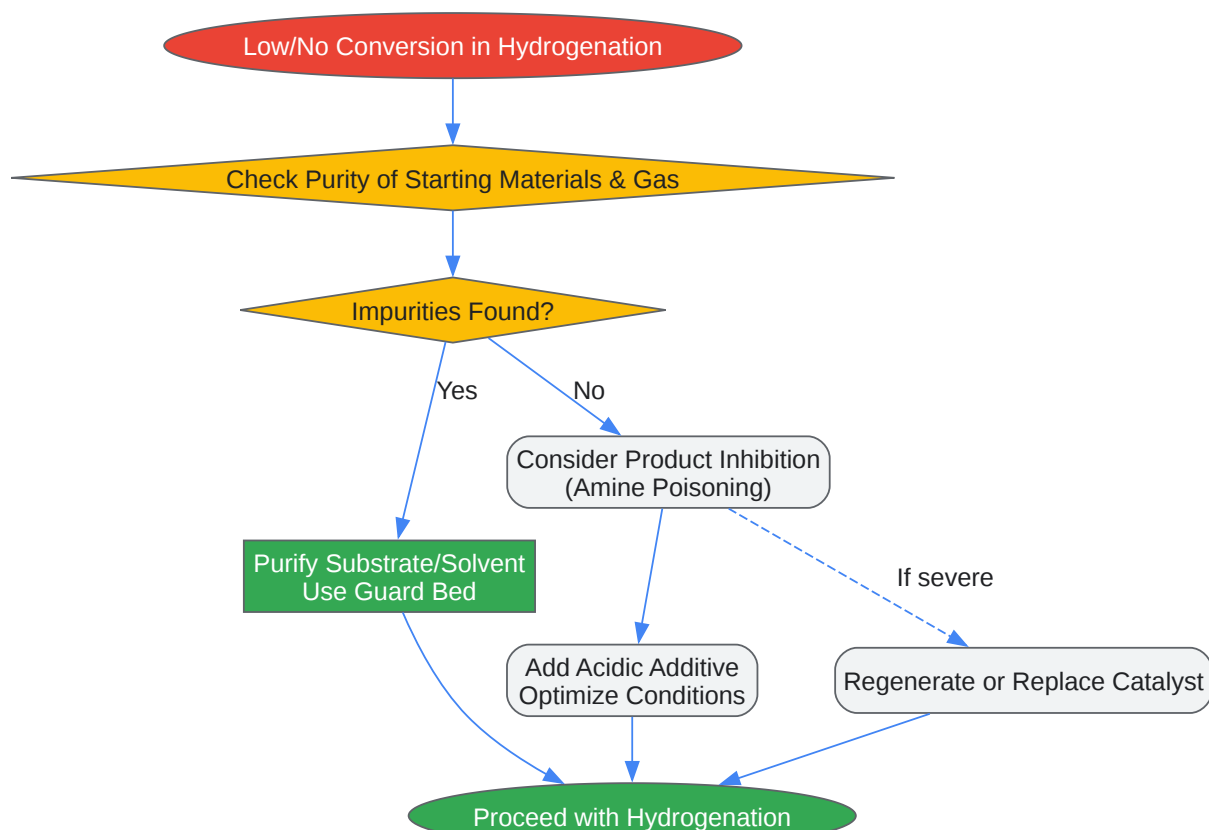 Low/No Conversion in Hydrogenation
Check Purity of Starting Materials & Gas
Impurities Found?
Yes
No
Consider Product Inhibition
(Amine Poisoning)
Purify Substrate/Solvent
Use Guard Bed
If severe
Add Acidic Additive
Optimize Conditions
Regenerate or Replace Catalyst
Proceed with Hydrogenation